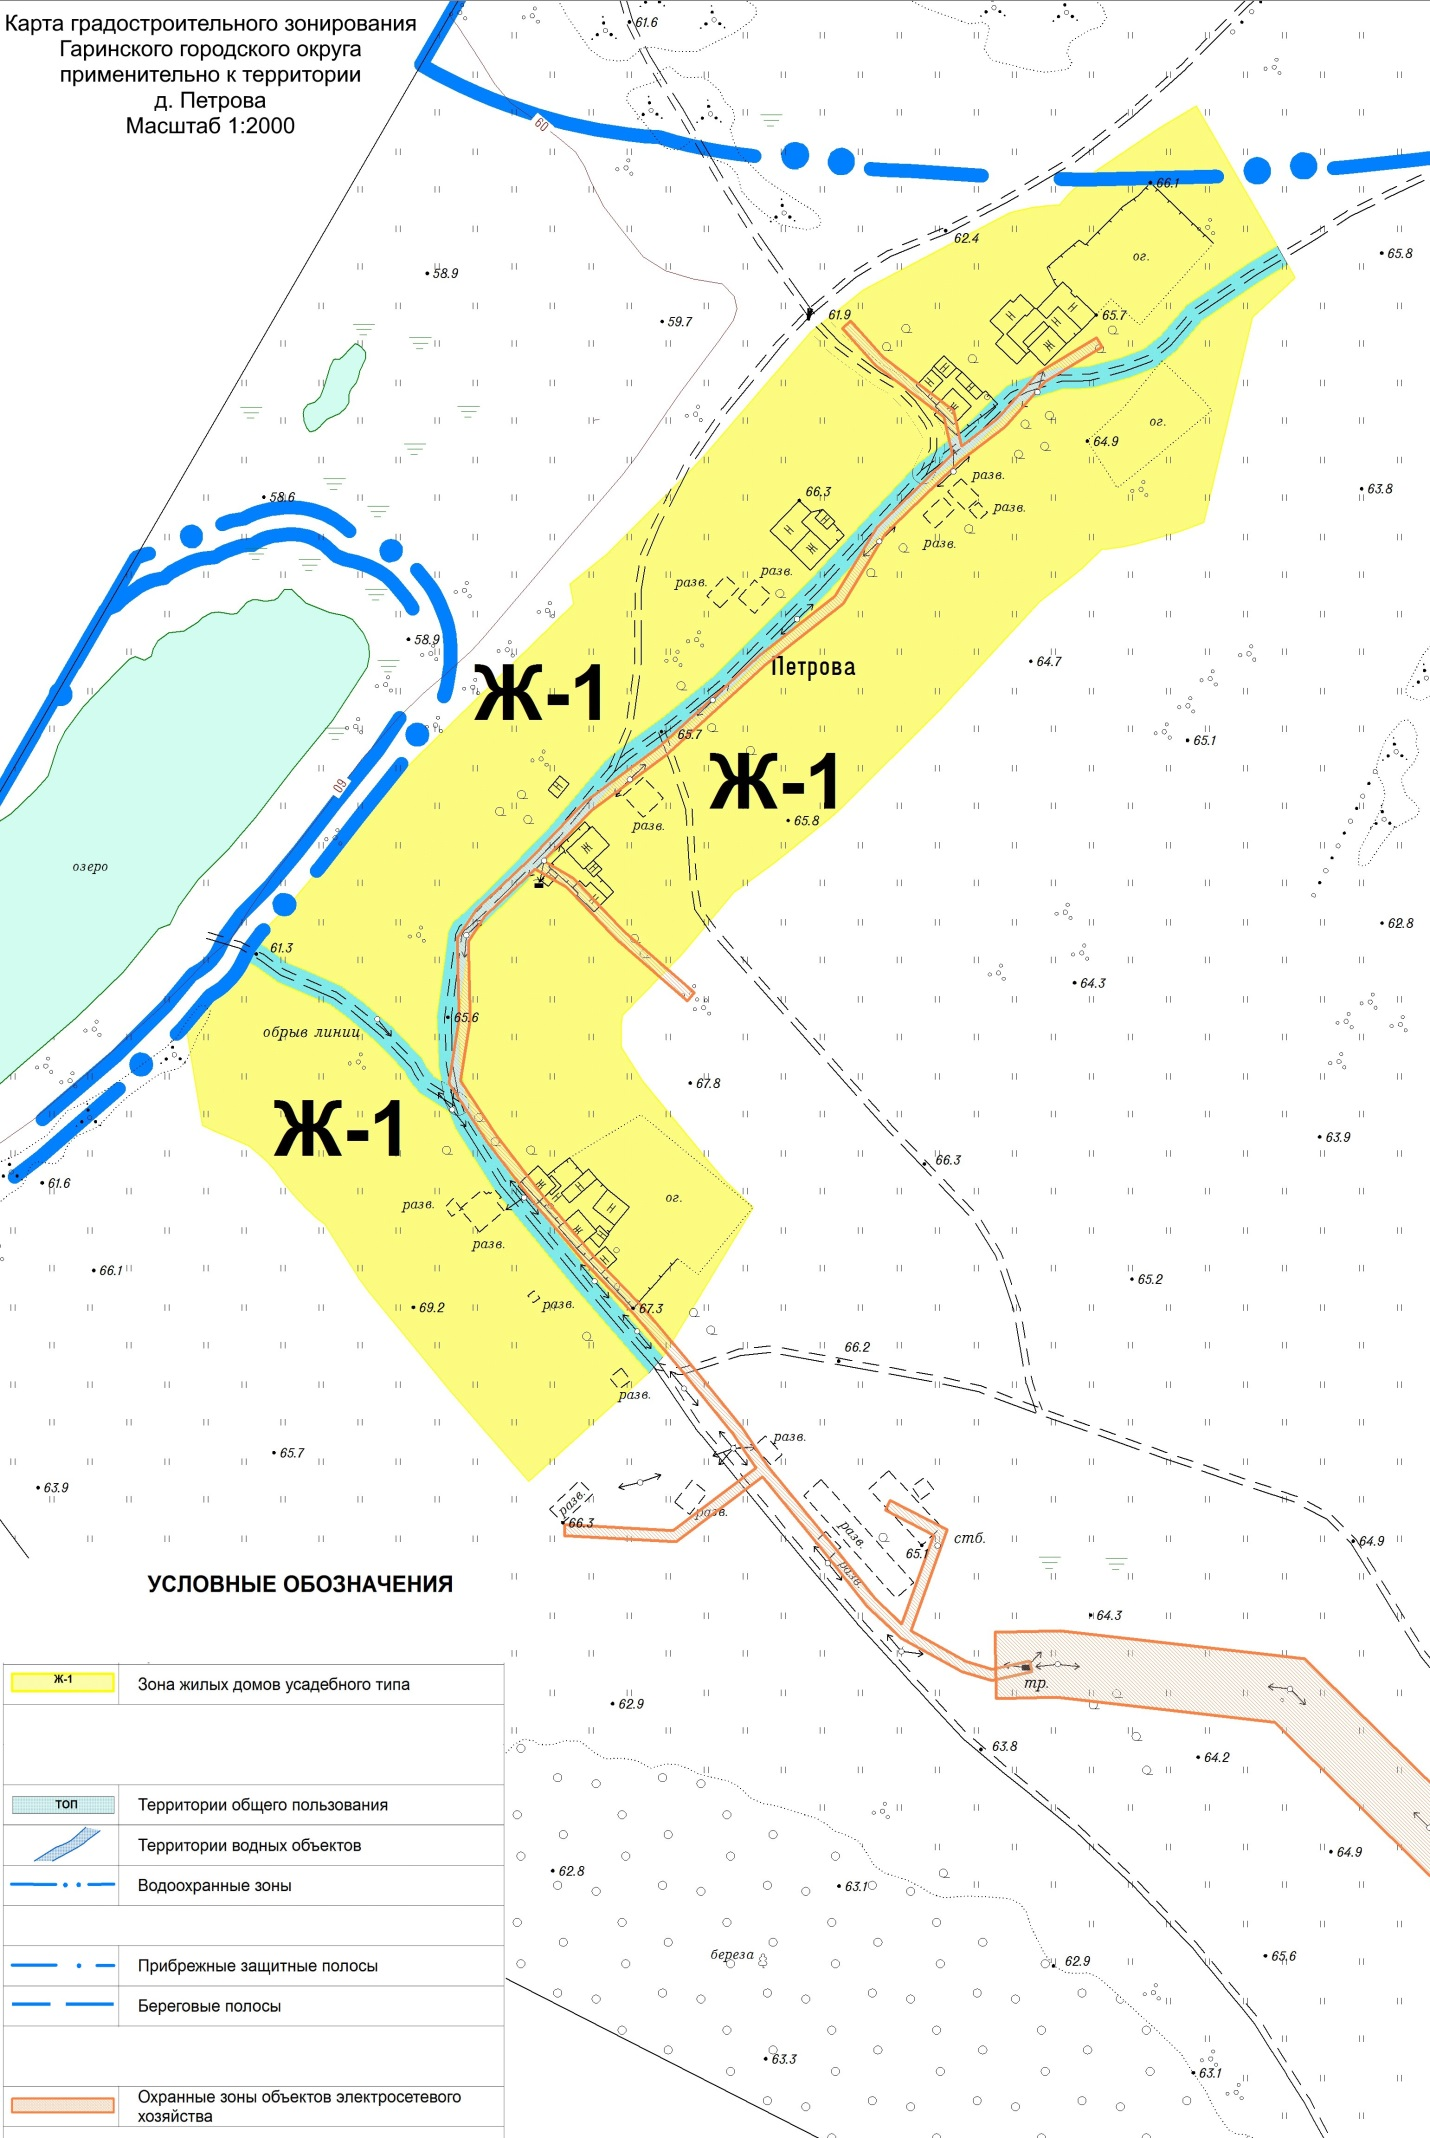 Карта градостроительного зонирования
Гаринского городского округа
применительно к территории
д. Петрова
Масштаб 1:2000
61.6
60
66.1
62.4
65.8
ог.
58.9
59.7
61.9
65.7
ог.
64.9
разв.
63.8
66.3
58.6
разв.
разв.
разв.
разв.
58.9
64.7
Петрова
Ж-1
65.7
65.1
Ж-1
60
65.8
разв.
озеро
62.8
61.3
64.3
обрыв линии
65.6
67.8
Ж-1
63.9
66.3
61.6
разв.
ог.
разв.
66.1
65.2
69.2
разв.
67.3
66.2
разв.
разв.
65.7
63.9
разв.
66.3
разв.
разв.
65.1
стб.
64.9
разв.
УСЛОВНЫЕ ОБОЗНАЧЕНИЯ
64.3
тр.
Ж-1
Зона жилых домов усадебного типа
62.9
63.8
64.2
ТОП
Территории общего пользования
Территории водных объектов
64.9
62.8
63.1
Водоохранные зоны
береза
65.6
62.9
Прибрежные защитные полосы
Береговые полосы
63.3
63.1
Охранные зоны объектов электросетевого
хозяйства